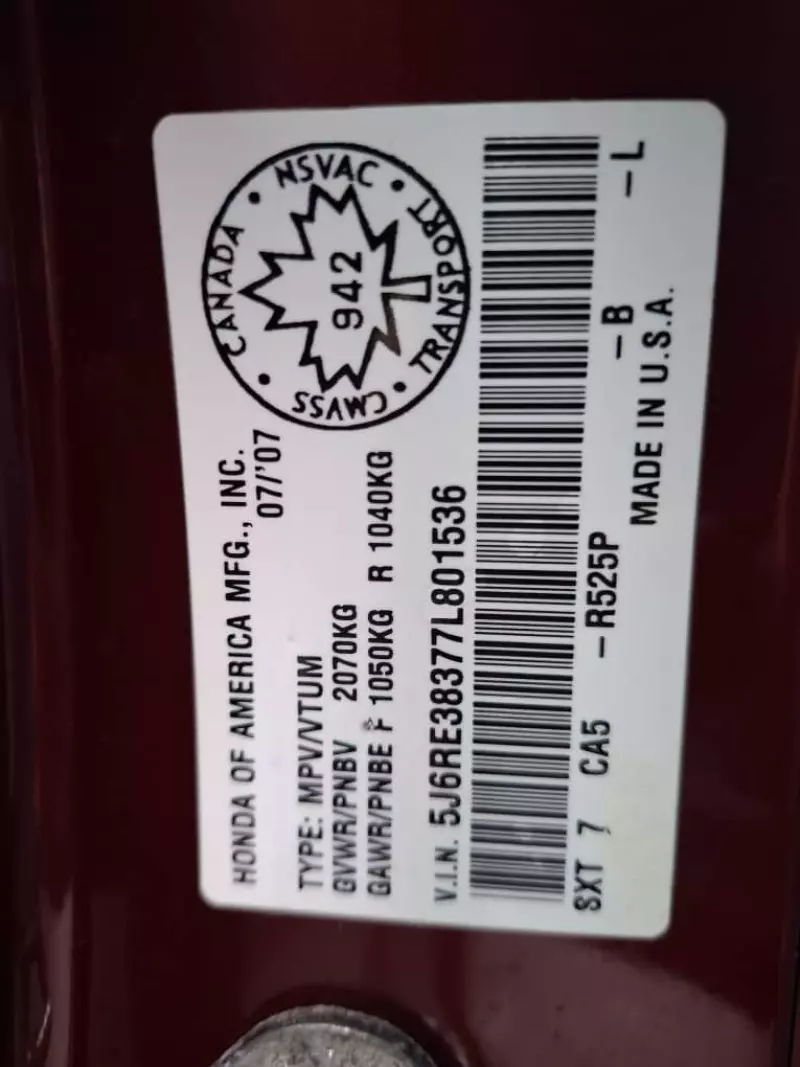 HONDA OF AMERICA MFG., INC.
07/'07
TYPE: MPV/VTUM
GVWR/PNBV 2070KG
GAWR/PNBE F 1050KG R 1040KG
V.I.N. 5J6RE38377L801536
SXT 7 CA5 -R525P -B -L
MADE IN U.S.A.
CANADA • NSVAC • TRANSPORT • CMVSS •
942